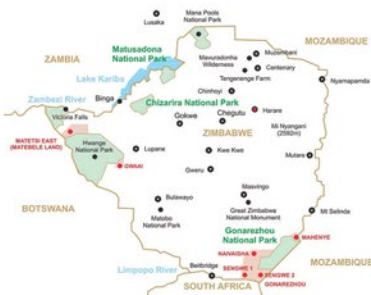 Lusaka
Mana Pools
National Park
MOZAMBIQUE
ZAMBIA
Matusadona
National Park
Mavuradonha
Wilderness
Muzambani
Centenary
Tengenenge Farm
Lake Kariba
Nyamapanda
Zambezi River
Binga
Chinhoyi
Chizarira National Park
Victoria Falls
Gokwe
Chegutu
Harare
MATETSI EAST
(MATEBELE LAND)
ZIMBABWE
Mt Nyangani
(2592m)
Hwange
National Park
Lupane
Kwe Kwe
Mutare
GWAAI
Gweru
BOTSWANA
Bulawayo
Masvingo
Matobo
National Park
Great Zimbabwe
National Monument
Mt Selinda
Gonarezhou
National Park
MAHENYE
NAIVAISHA
MOZAMBIQUE
Limpopo River
Beitbridge
SENGWE 1
SENGWE 2
GONAREZHOU
SOUTH AFRICA